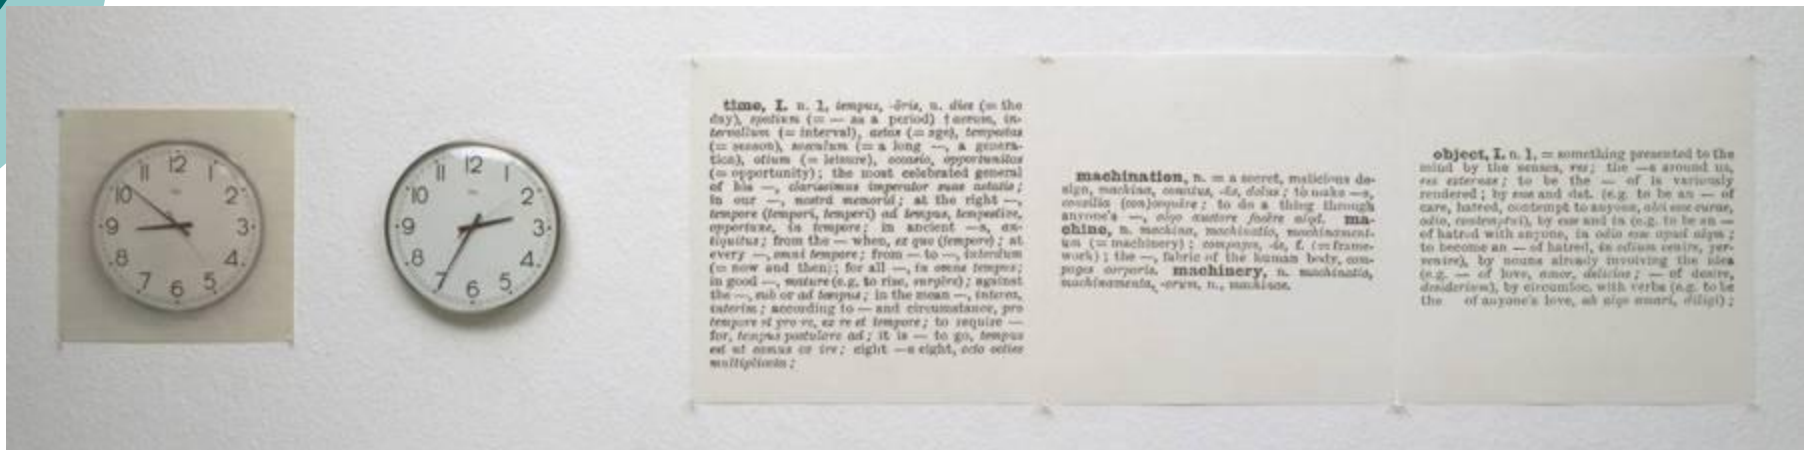 12
11 1
10 2
9 3
8 4
7 5
6
12
11 1
10 2
9 3
8 4
7 5
6
time, I. n. 1, tempus, -ŏris, n. dies (= the
day), spatium (= — as a period) † aevum, in-
tervallum (= interval), aetas (= age), tempestas
(= season), saeculum (= a long —, a genera-
tion), otium (= leisure), occasio, opportunitas
(= opportunity); the most celebrated general
of his —, clarissimus imperator suae aetatis;
in our —, nostrā memoriā; at the right —,
tempore (tempori, temperi) ad tempus, tempestive,
opportune, in tempore; in ancient —s, an-
tiquitus; from the — when, ex quo (tempore); at
every —, omni tempore; from — to —, interdum
(= now and then); for all —, in omne tempus;
in good —, mature (e.g. to rise, surgĕre); against
the —, sub or ad tempus; in the mean —, interea,
interim; according to — and circumstance, pro
tempore et pro re, ex re et tempore; to require —
for, tempus postulare ad; it is — to go, tempus
est ut eamus or ire; eight —s eight, octo octies
multiplicata;
machination, n. = a secret, malicious de-
sign, machina, conatus, -ūs, dolus; to make —s,
consilia (con)coquĕre; to do a thing through
anyone's —, alqo auctore facĕre alqd. ma-
chine, n. machina, machinatio, machinament-
um (= machinery); compages, -is, f. (= frame-
work); the —, fabric of the human body, com-
pages corporis. machinery, n. machinatio,
machinamenta, -orum, n., machinae.
object, I. n. 1, = something presented to the
mind by the senses, res; the —s around us,
res externae; to be the — of is variously
rendered; by esse and dat. (e.g. to be an — of
care, hatred, contempt to anyone, alci esse curae,
odio, contemptui), by esse and in (e.g. to be an —
of hatred with anyone, in odio esse apud alqm;
to become an — of hatred, in odium venire, per-
venire), by nouns already involving the idea
(e.g. — of love, amor, deliciae; — of desire,
desiderium), by circumloc. with verbs (e.g. to be
the of anyone's love, ab alqo amari, diligi);